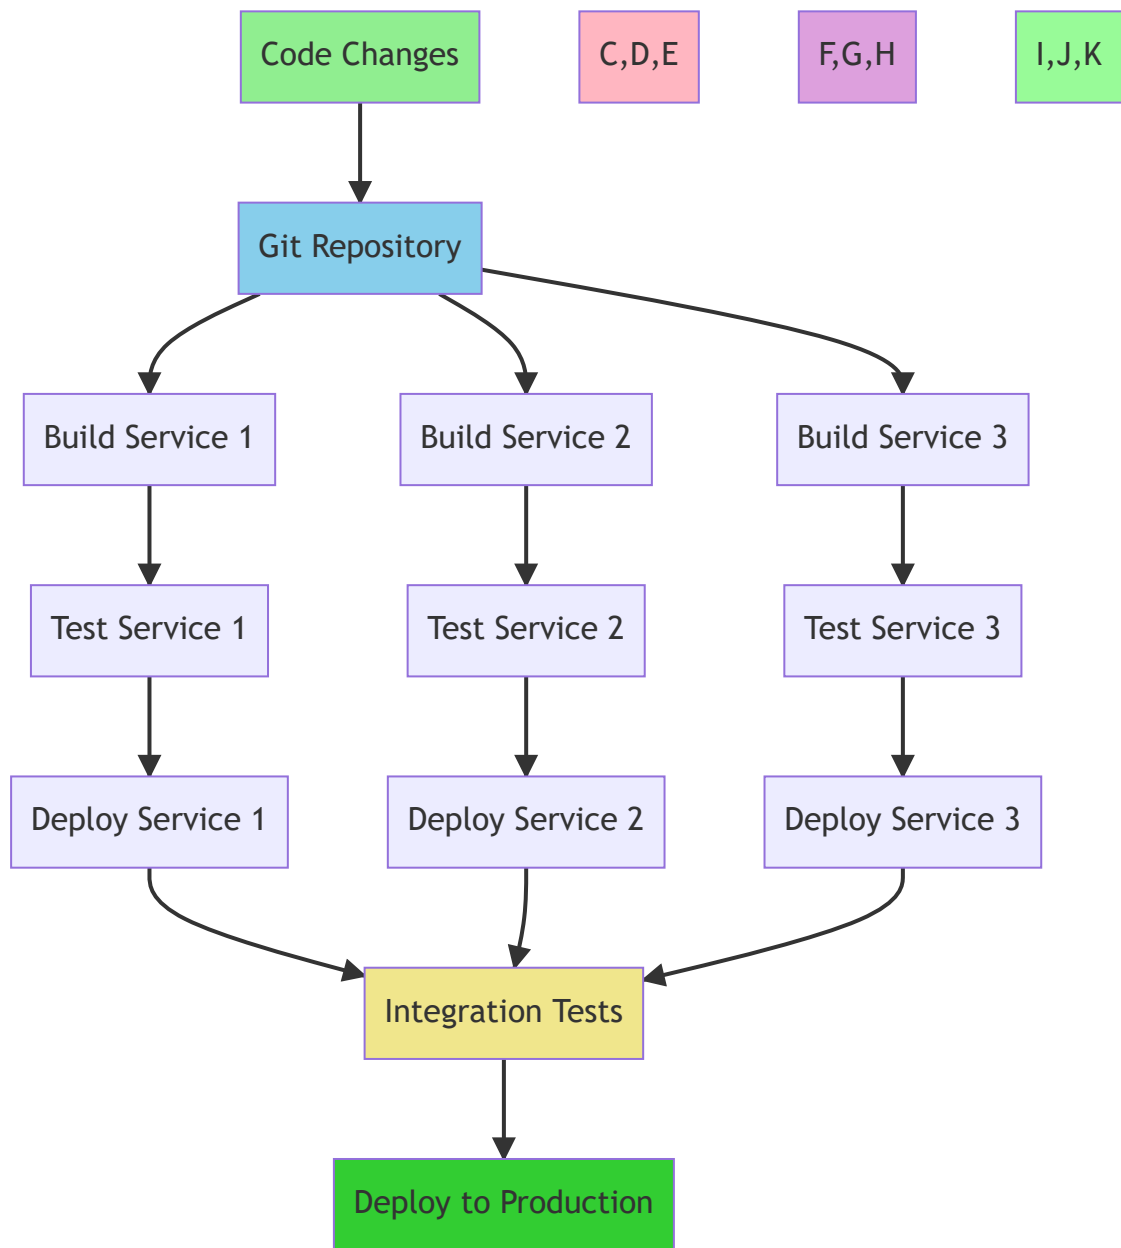 Code Changes
C,D,E
F,G,H
I,J,K
Git Repository
Build Service 1
Build Service 2
Build Service 3
Test Service 1
Test Service 2
Test Service 3
Deploy Service 1
Deploy Service 2
Deploy Service 3
Integration Tests
Deploy to Production